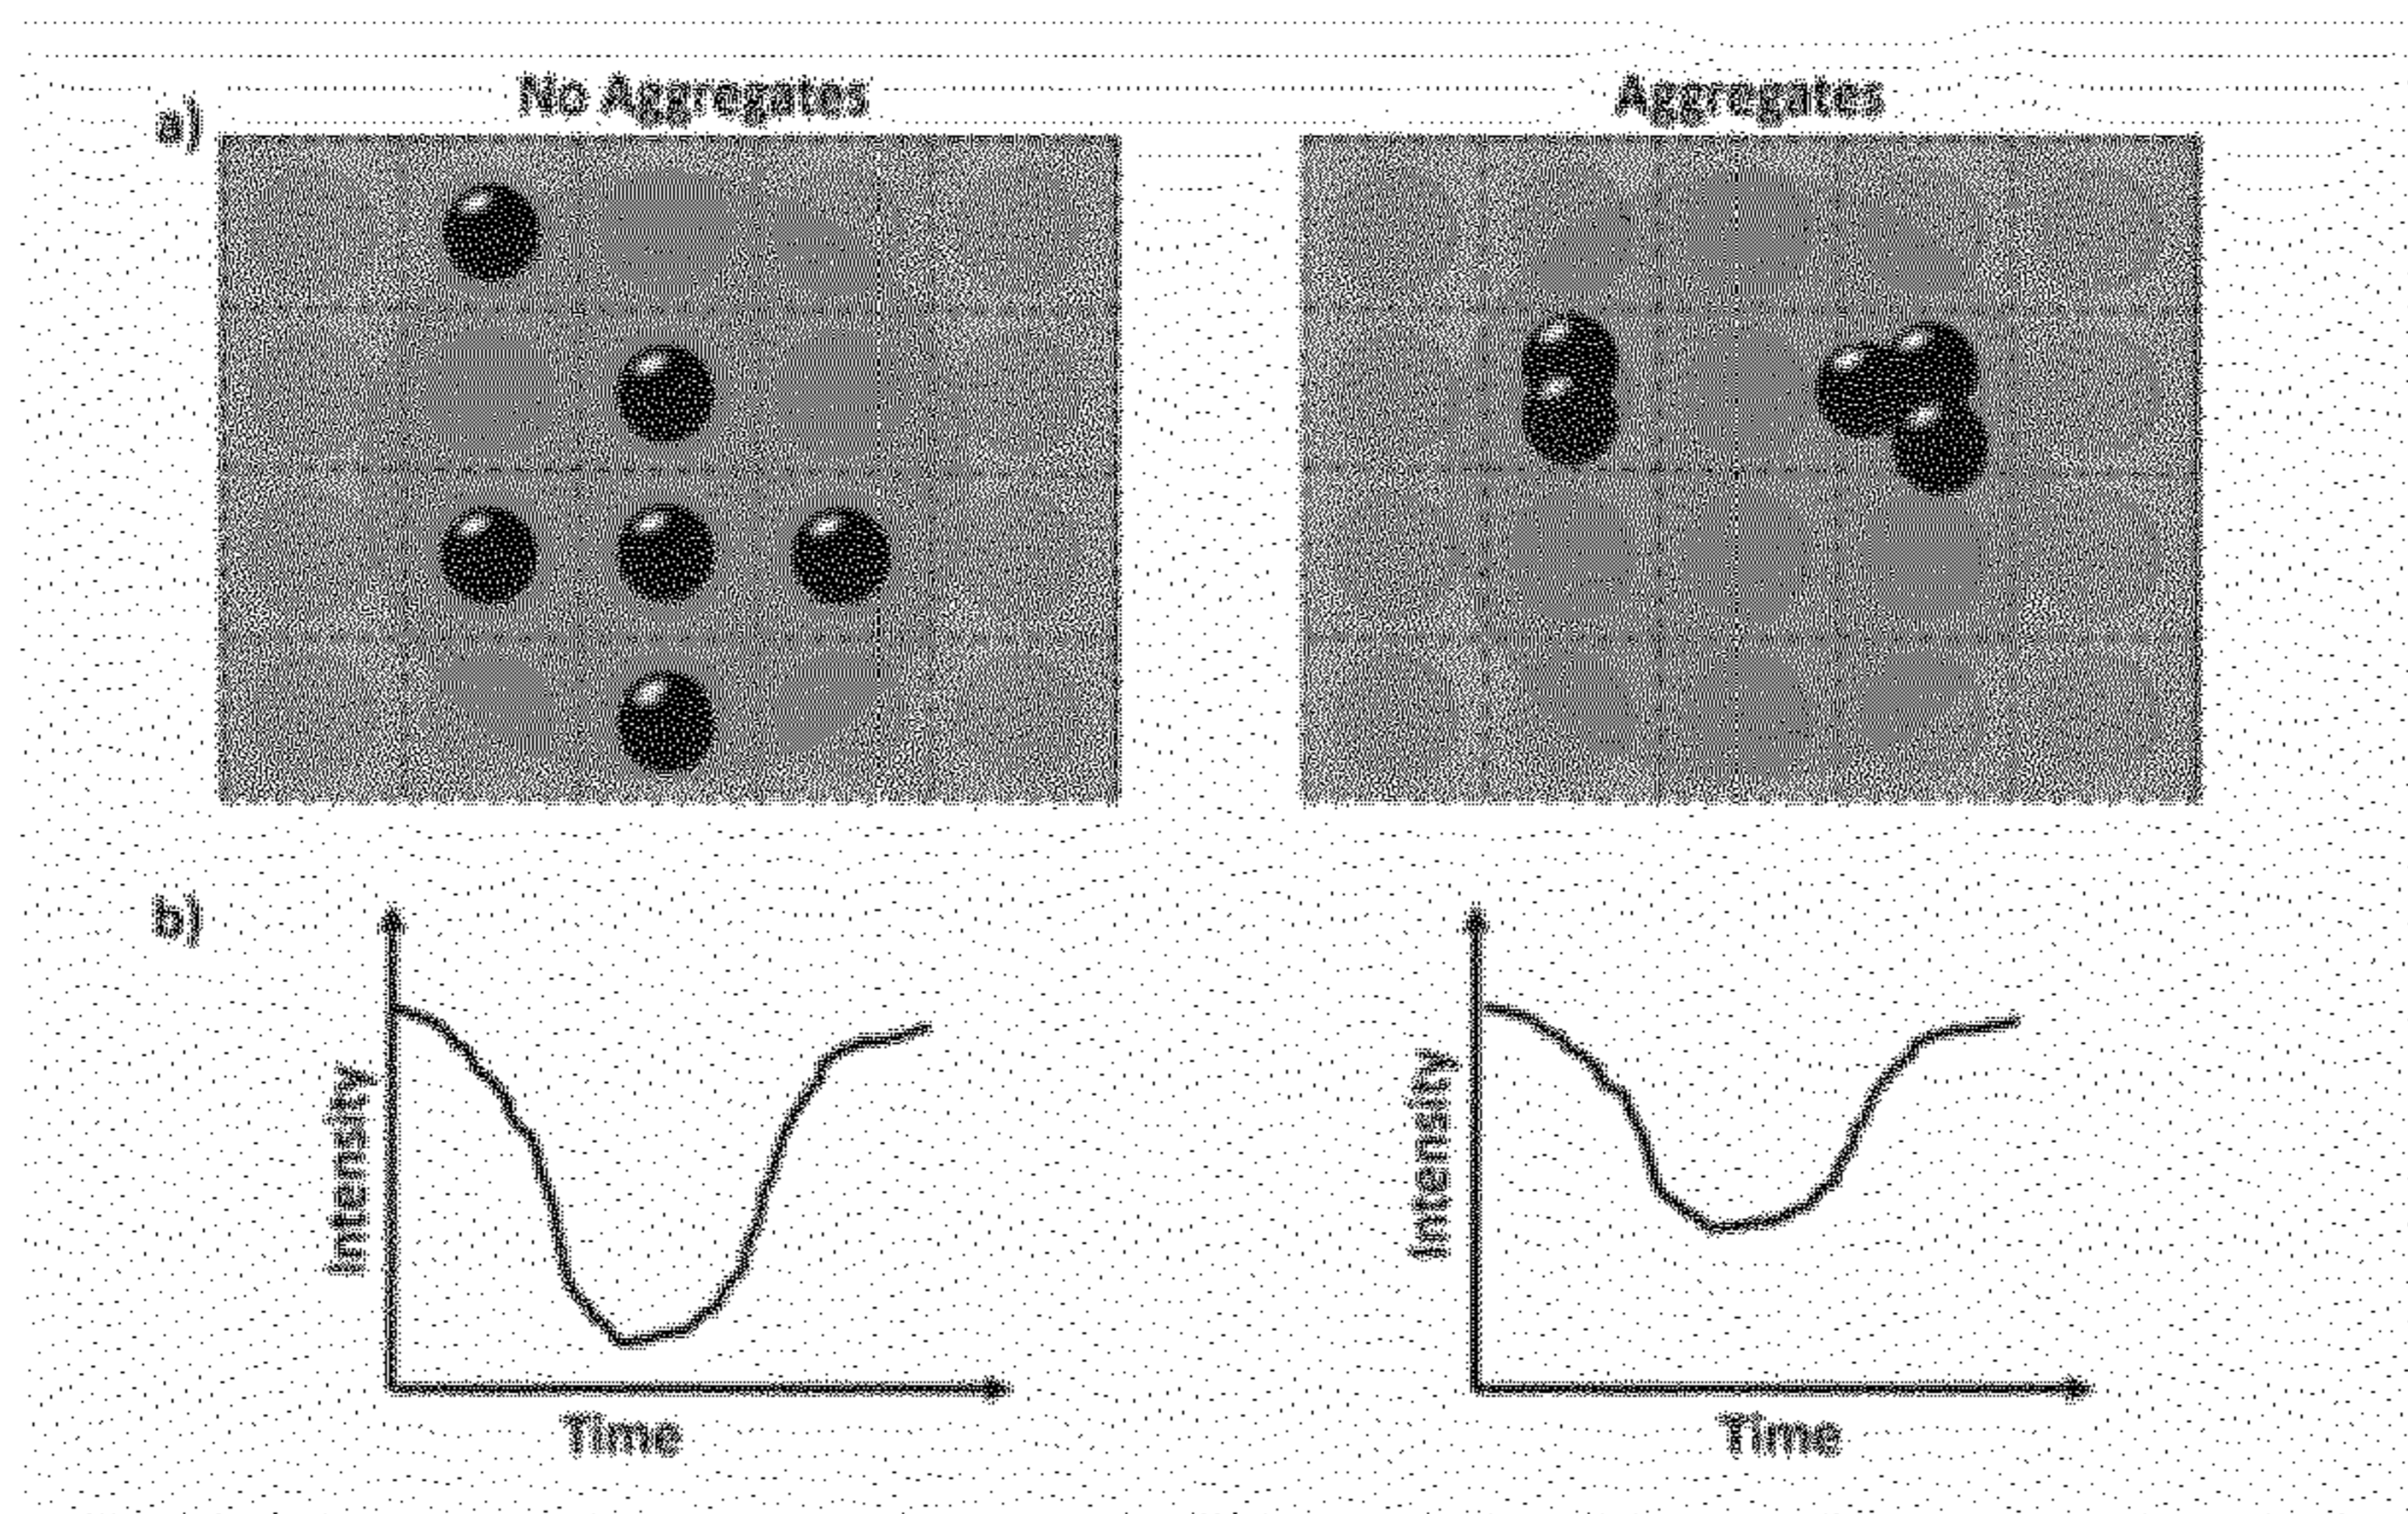 No Aggregates
Aggregates
a)
b)
Intensity
Time
Intensity
Time